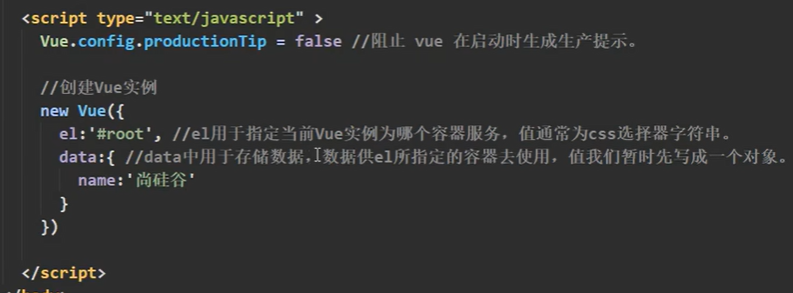 <script type="text/javascript" >
Vue.config.productionTip = false //阻止 vue 在启动时生成生产提示。
//创建Vue实例
new Vue({
el:'#root', //el用于指定当前Vue实例为哪个容器服务，值通常为css选择器字符串。
data:{ //data中用于存储数据，数据供el所指定的容器去使用，值我们暂时先写成一个对象。
name:'尚硅谷'
}
})
</script>